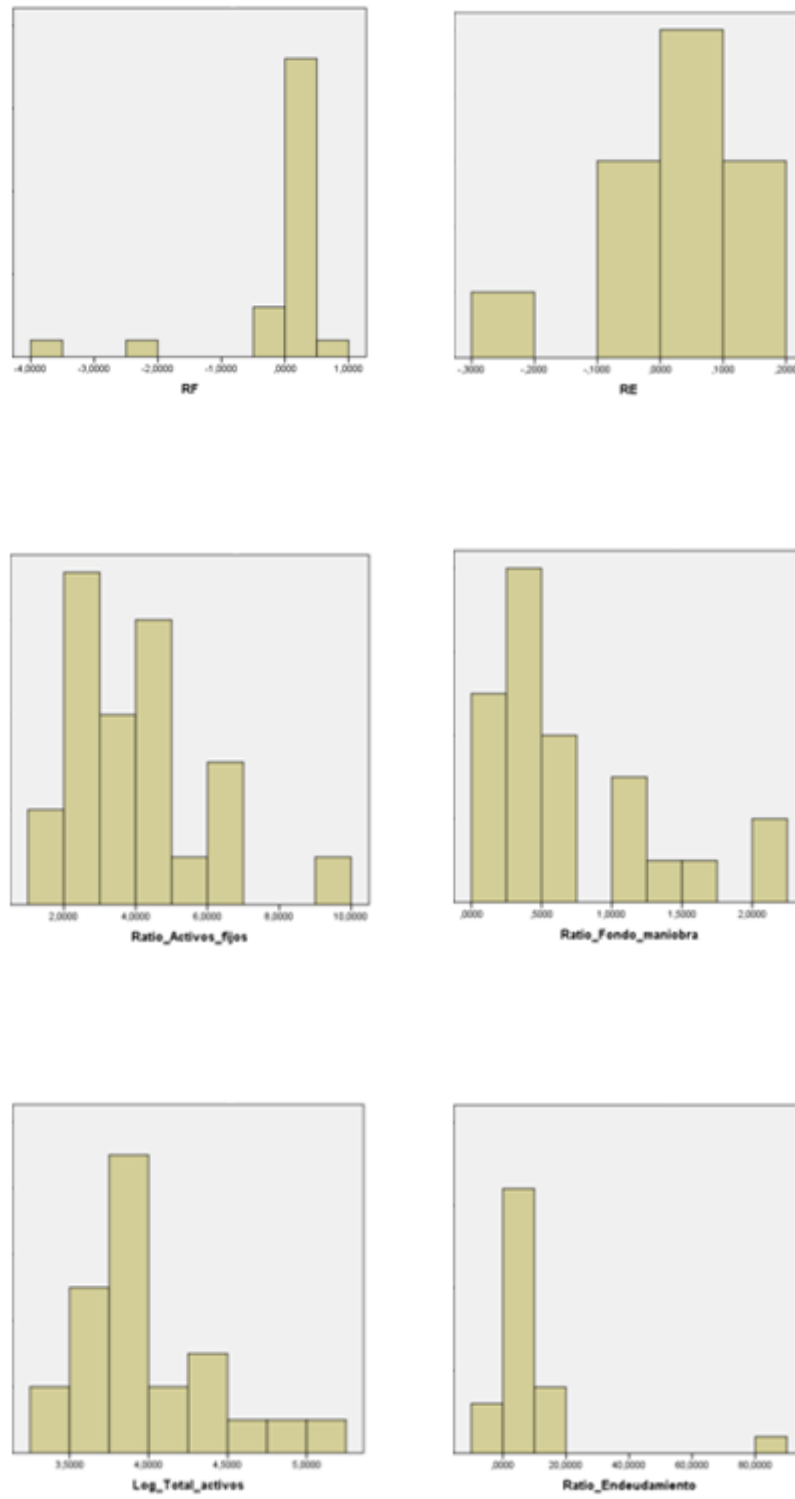 -4,0000 -3,0000 -2,0000 -1,0000 ,0000 1,0000
RF
-,3000 -,2000 -,1000 ,0000 ,1000 ,2000
RE
2,0000 4,0000 6,0000 8,0000 10,0000
Ratio_Activos_fijos
,0000 ,5000 1,0000 1,5000 2,0000
Ratio_Fondo_maniobra
3,5000 4,0000 4,5000 5,0000
Log_Total_activos
,0000 20,0000 40,0000 60,0000 80,0000
Ratio_Endeudamiento